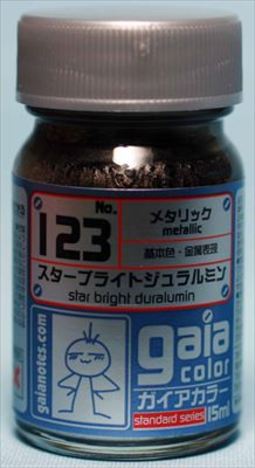 No.
123
メタリック
metallic
基本色・金属表現
スターブライトジュラルミン
star bright duralumin
gaianotes.com
gaia
color
ガイアカラー
standard series
15ml